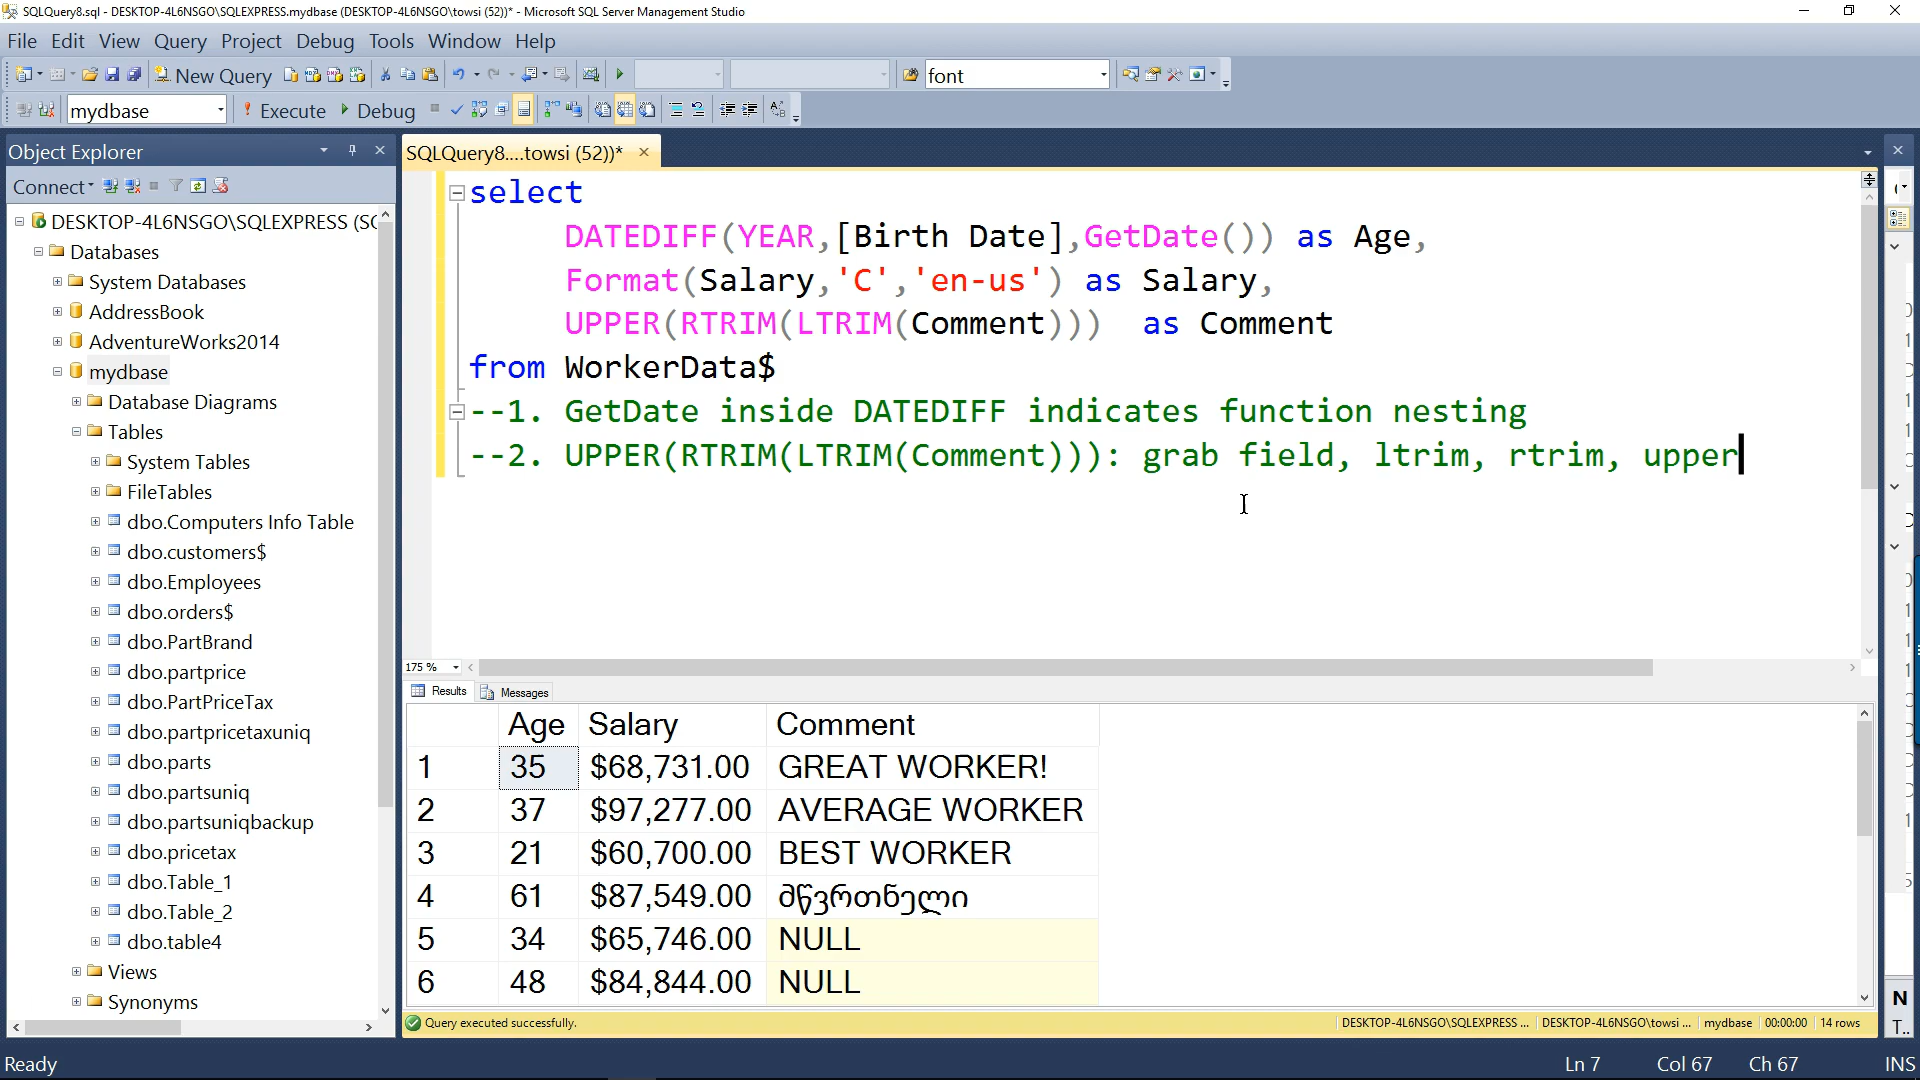 SQLQuery8.sql - DESKTOP-4L6NSGO\SQLEXPRESS.mydbase (DESKTOP-4L6NSGO\towsi (52))* - Microsoft SQL Server Management Studio
File Edit View Query Project Debug Tools Window Help
New Query font
mydbase Execute Debug
Object Explorer
Connect
DESKTOP-4L6NSGO\SQLEXPRESS (SC
Databases
System Databases
AddressBook
AdventureWorks2014
mydbase
Database Diagrams
Tables
System Tables
FileTables
dbo.Computers Info Table
dbo.customers$
dbo.Employees
dbo.orders$
dbo.PartBrand
dbo.partprice
dbo.PartPriceTax
dbo.partpricetaxuniq
dbo.parts
dbo.partsuniq
dbo.partsuniqbackup
dbo.pricetax
dbo.Table_1
dbo.Table_2
dbo.table4
Views
Synonyms
SQLQuery8....towsi (52))*
select
DATEDIFF(YEAR,[Birth Date],GetDate()) as Age,
Format(Salary,'C','en-us') as Salary,
UPPER(RTRIM(LTRIM(Comment))) as Comment
from WorkerData$
--1. GetDate inside DATEDIFF indicates function nesting
--2. UPPER(RTRIM(LTRIM(Comment))): grab field, ltrim, rtrim, upper
175 %
Results Messages
Age Salary Comment
1 35 $68,731.00 GREAT WORKER!
2 37 $97,277.00 AVERAGE WORKER
3 21 $60,700.00 BEST WORKER
4 61 $87,549.00 მწვრთნელი
5 34 $65,746.00 NULL
6 48 $84,844.00 NULL
Query executed successfully. DESKTOP-4L6NSGO\SQLEXPRESS ... DESKTOP-4L6NSGO\towsi ... mydbase 00:00:00 14 rows
N
T..
Ready Ln 7 Col 67 Ch 67 INS